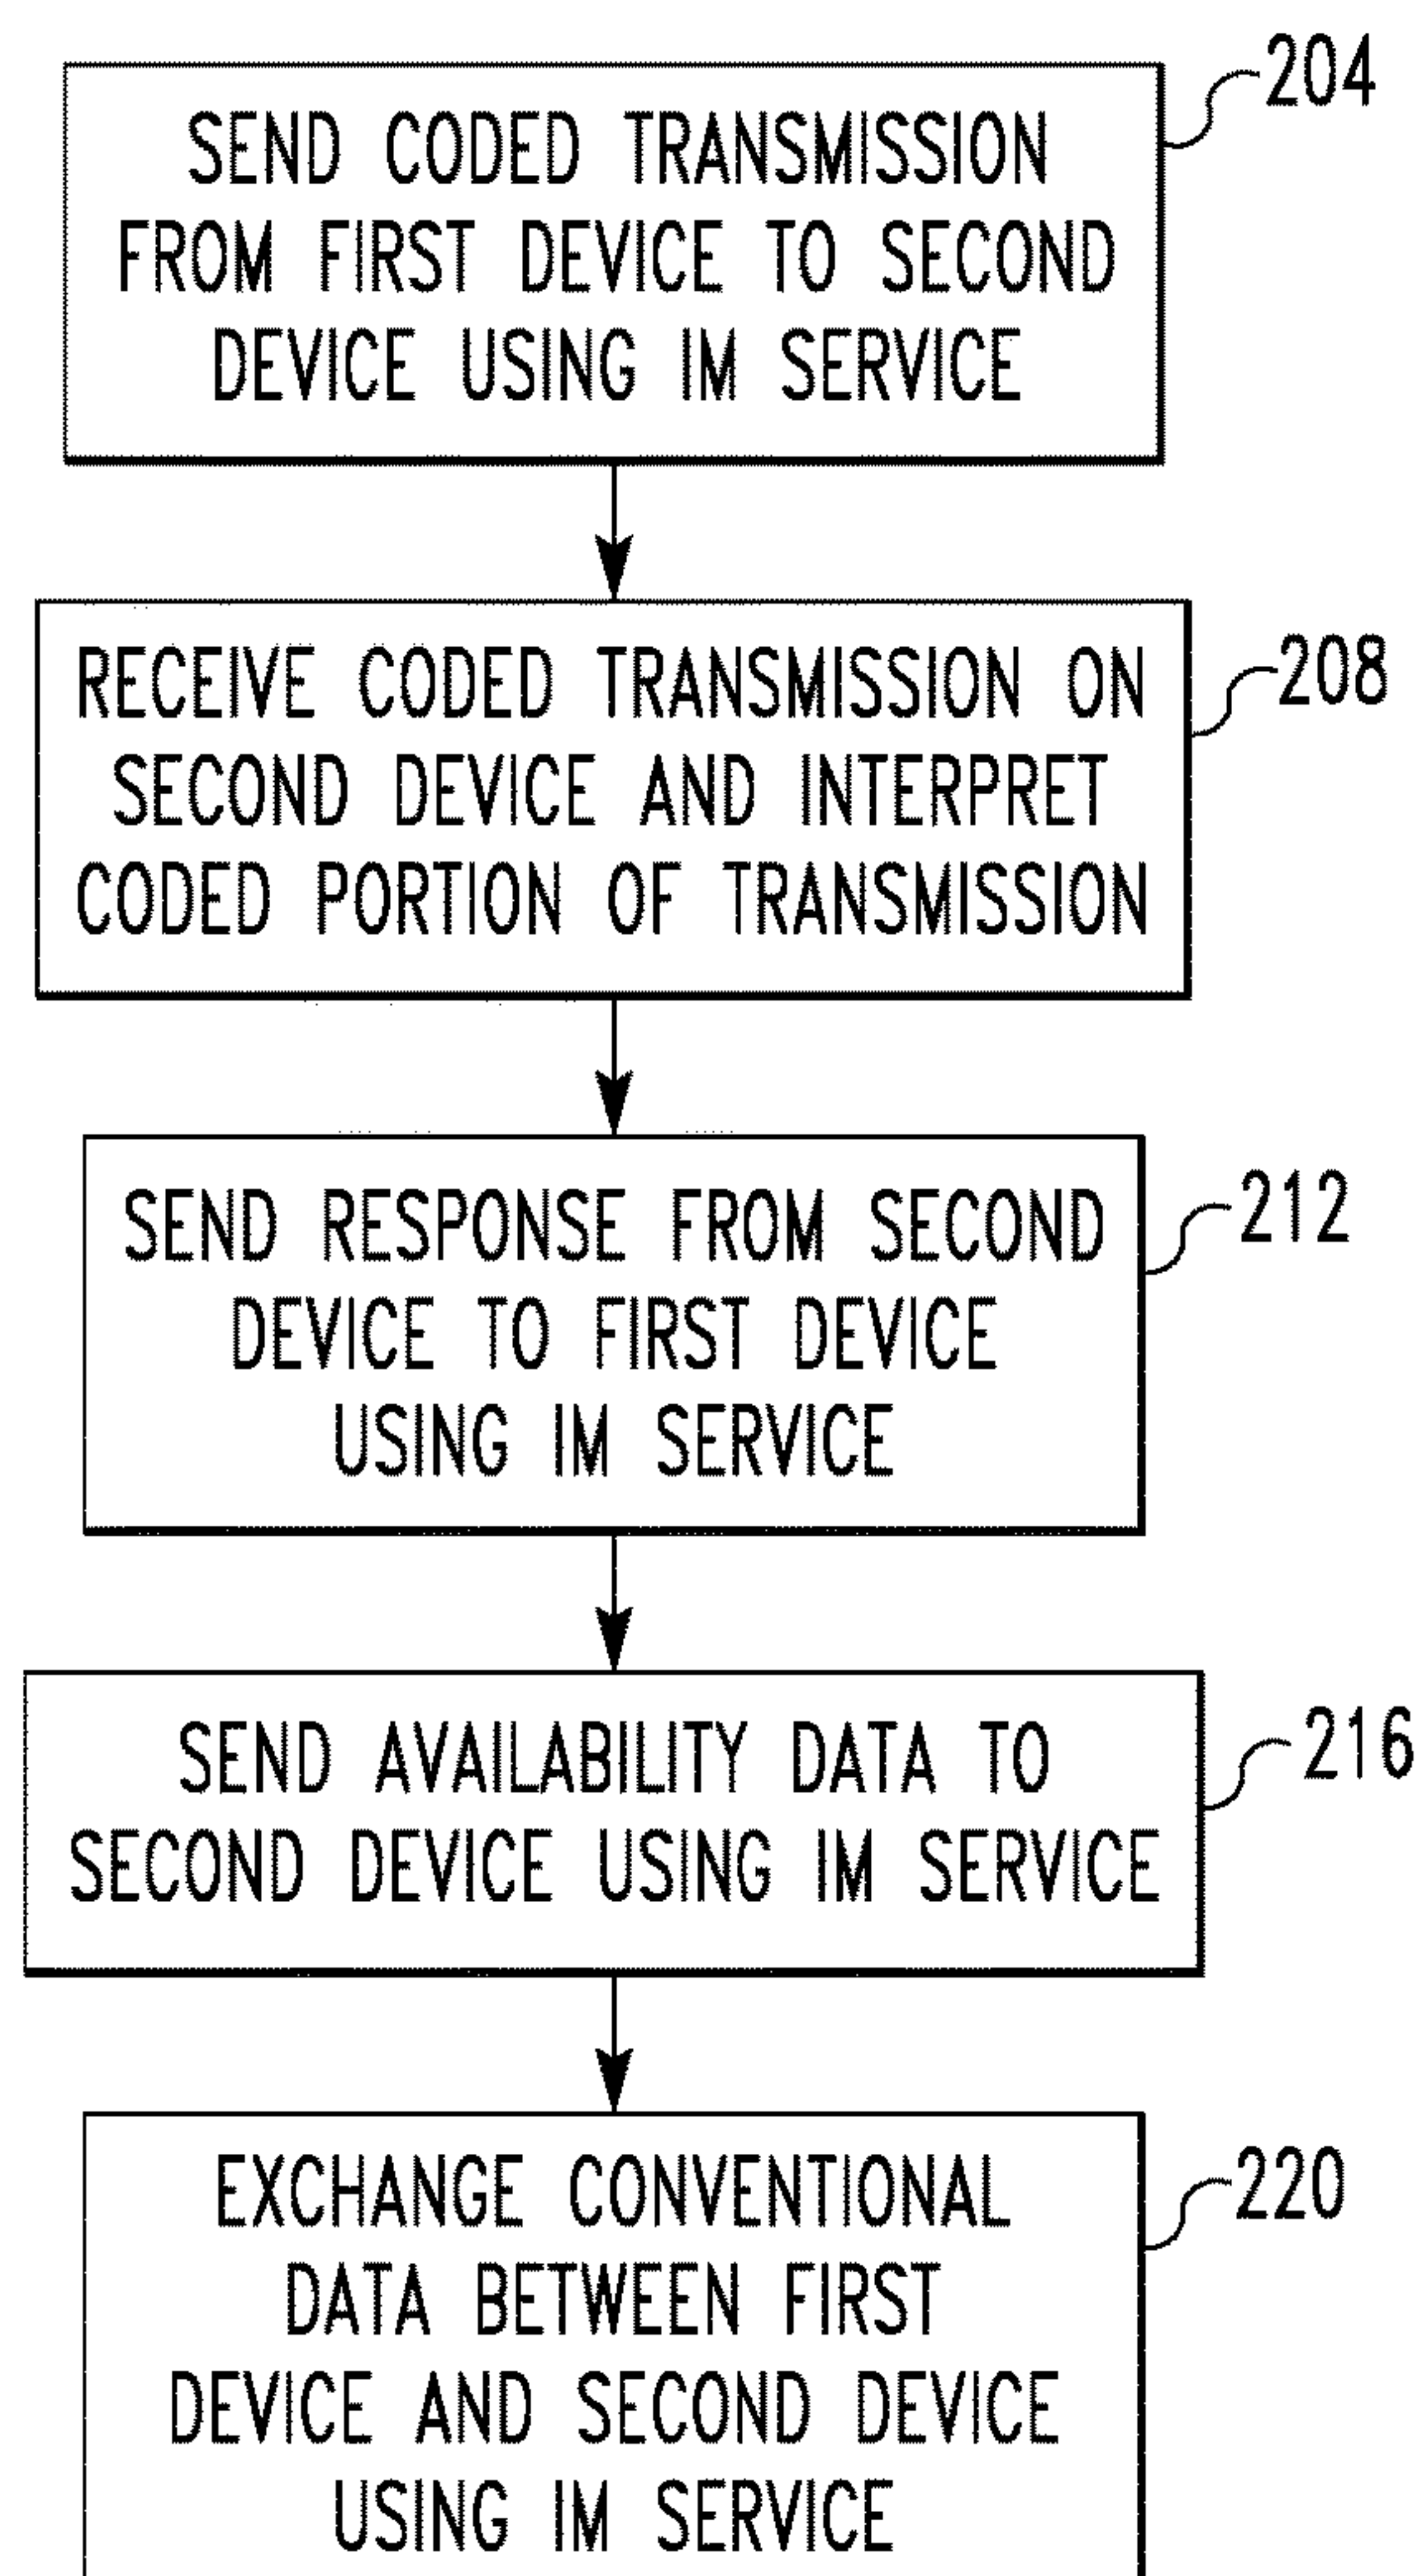 204
SEND CODED TRANSMISSION
FROM FIRST DEVICE TO SECOND
DEVICE USING IM SERVICE
208
RECEIVE CODED TRANSMISSION ON
SECOND DEVICE AND INTERPRET
CODED PORTION OF TRANSMISSION
212
SEND RESPONSE FROM SECOND
DEVICE TO FIRST DEVICE
USING IM SERVICE
216
SEND AVAILABILITY DATA TO
SECOND DEVICE USING IM SERVICE
220
EXCHANGE CONVENTIONAL
DATA BETWEEN FIRST
DEVICE AND SECOND DEVICE
USING IM SERVICE